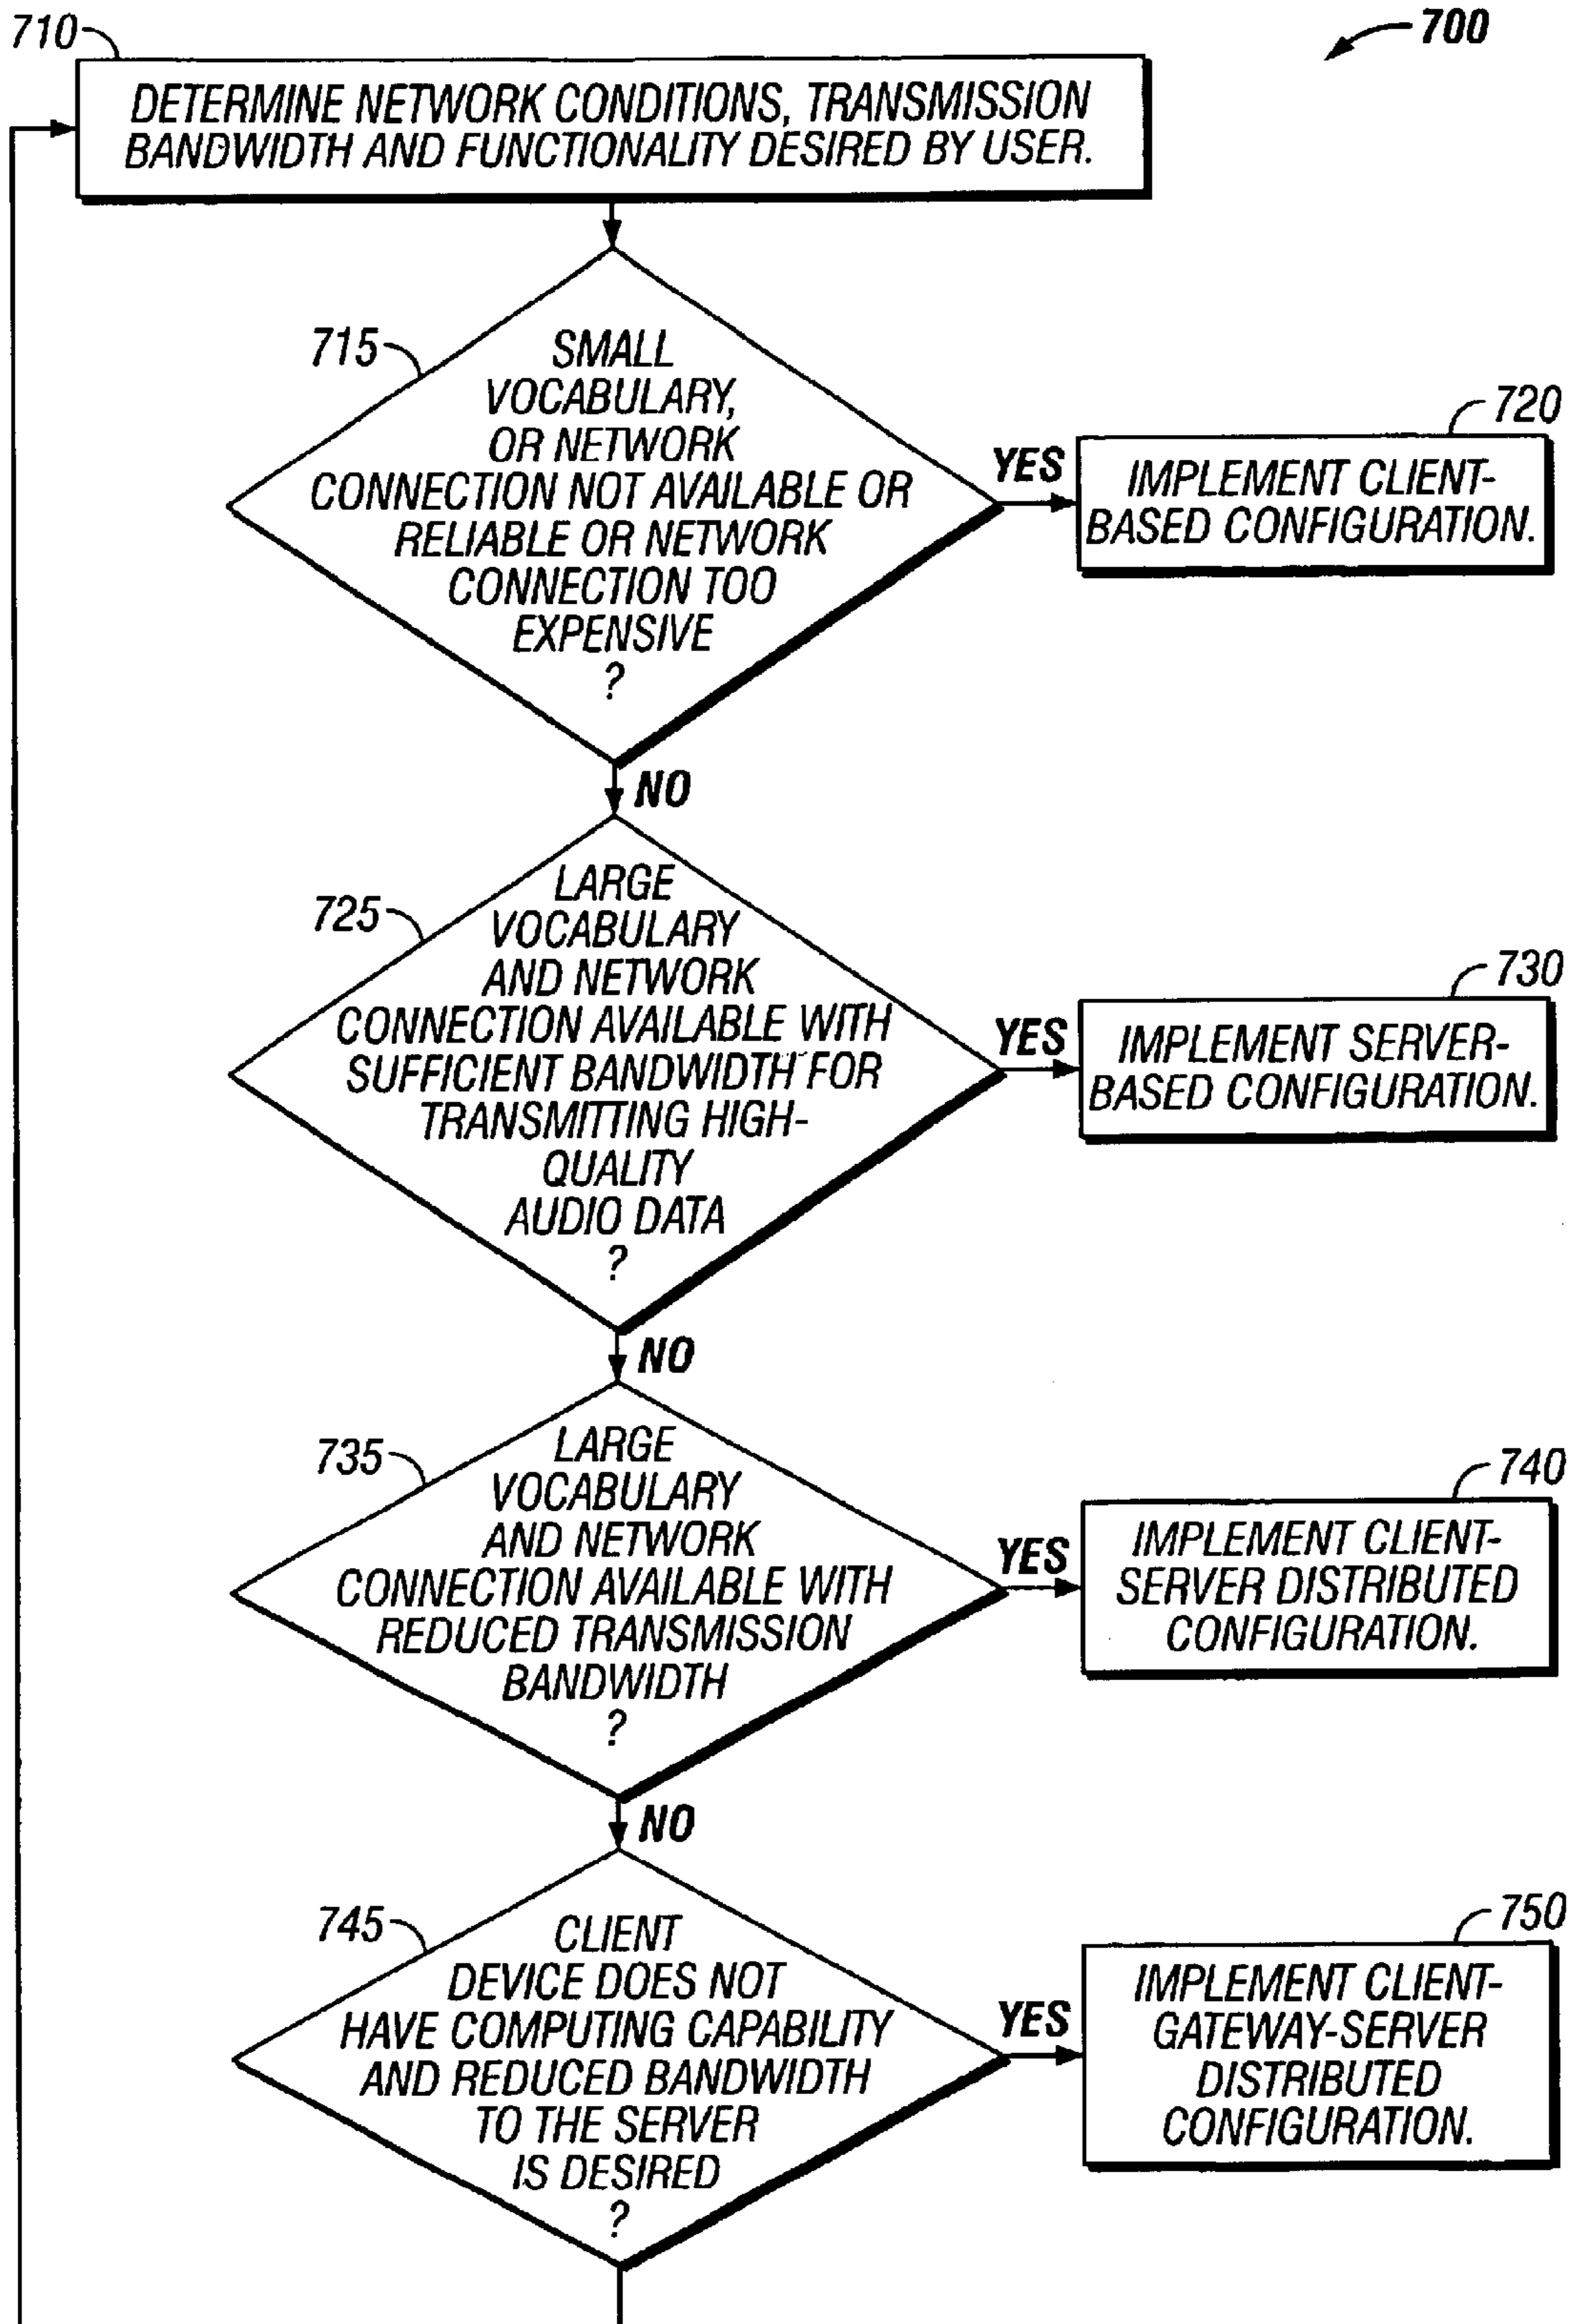 710
700
DETERMINE NETWORK CONDITIONS, TRANSMISSION
BANDWIDTH AND FUNCTIONALITY DESIRED BY USER.
715
SMALL
VOCABULARY,
OR NETWORK
CONNECTION NOT AVAILABLE OR
RELIABLE OR NETWORK
CONNECTION TOO
EXPENSIVE
?
YES
720
IMPLEMENT CLIENT-
BASED CONFIGURATION.
NO
725
LARGE
VOCABULARY
AND NETWORK
CONNECTION AVAILABLE WITH
SUFFICIENT BANDWIDTH FOR
TRANSMITTING HIGH-
QUALITY
AUDIO DATA
?
YES
730
IMPLEMENT SERVER-
BASED CONFIGURATION.
NO
735
LARGE
VOCABULARY
AND NETWORK
CONNECTION AVAILABLE WITH
REDUCED TRANSMISSION
BANDWIDTH
?
YES
740
IMPLEMENT CLIENT-
SERVER DISTRIBUTED
CONFIGURATION.
NO
745
CLIENT
DEVICE DOES NOT
HAVE COMPUTING CAPABILITY
AND REDUCED BANDWIDTH
TO THE SERVER
IS DESIRED
?
YES
750
IMPLEMENT CLIENT-
GATEWAY-SERVER
DISTRIBUTED
CONFIGURATION.